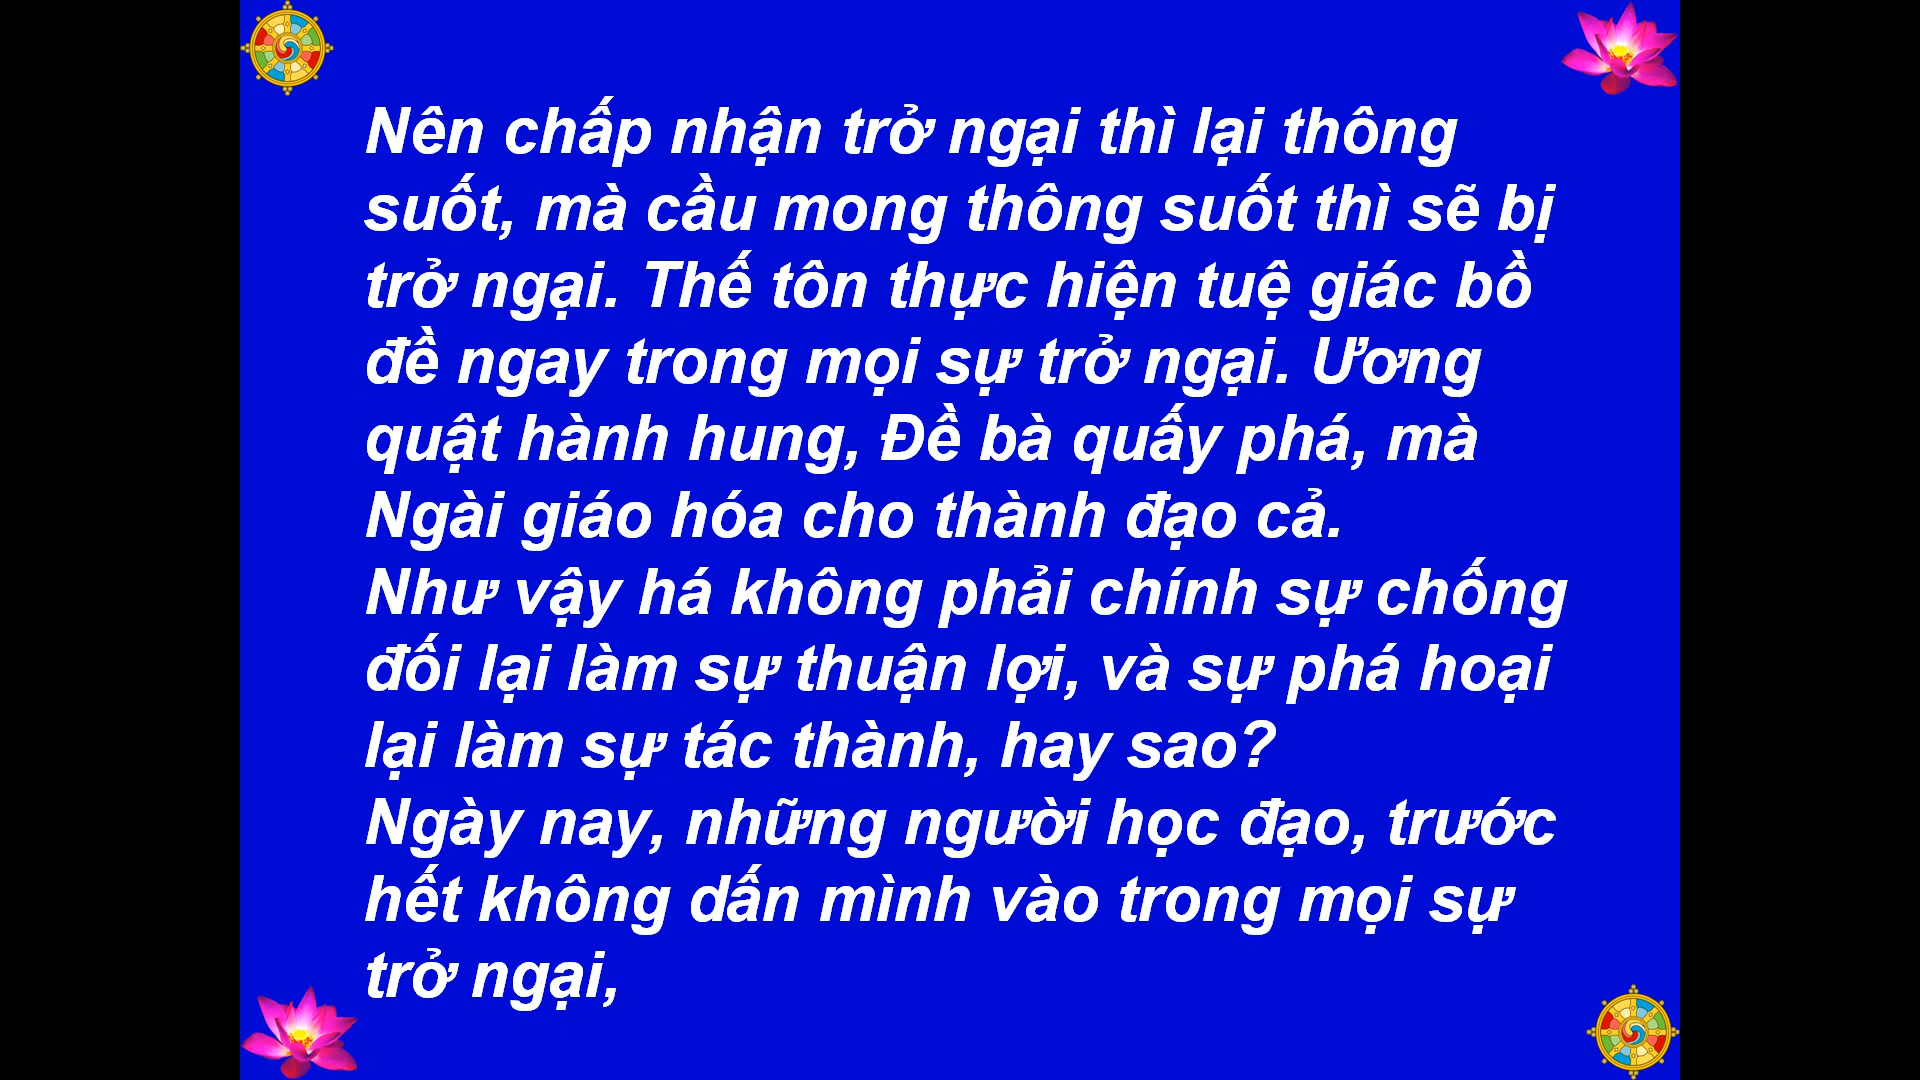 Nên chấp nhận trở ngại thì lại thông
suốt, mà cầu mong thông suốt thì sẽ bị
trở ngại. Thế tôn thực hiện tuệ giác bồ
đề ngay trong mọi sự trở ngại. Ương
quật hành hung, Đề bà quấy phá, mà
Ngài giáo hóa cho thành đạo cả.
Như vậy há không phải chính sự chống
đối lại làm sự thuận lợi, và sự phá hoại
lại làm sự tác thành, hay sao?
Ngày nay, những người học đạo, trước
hết không dấn mình vào trong mọi sự
trở ngại,